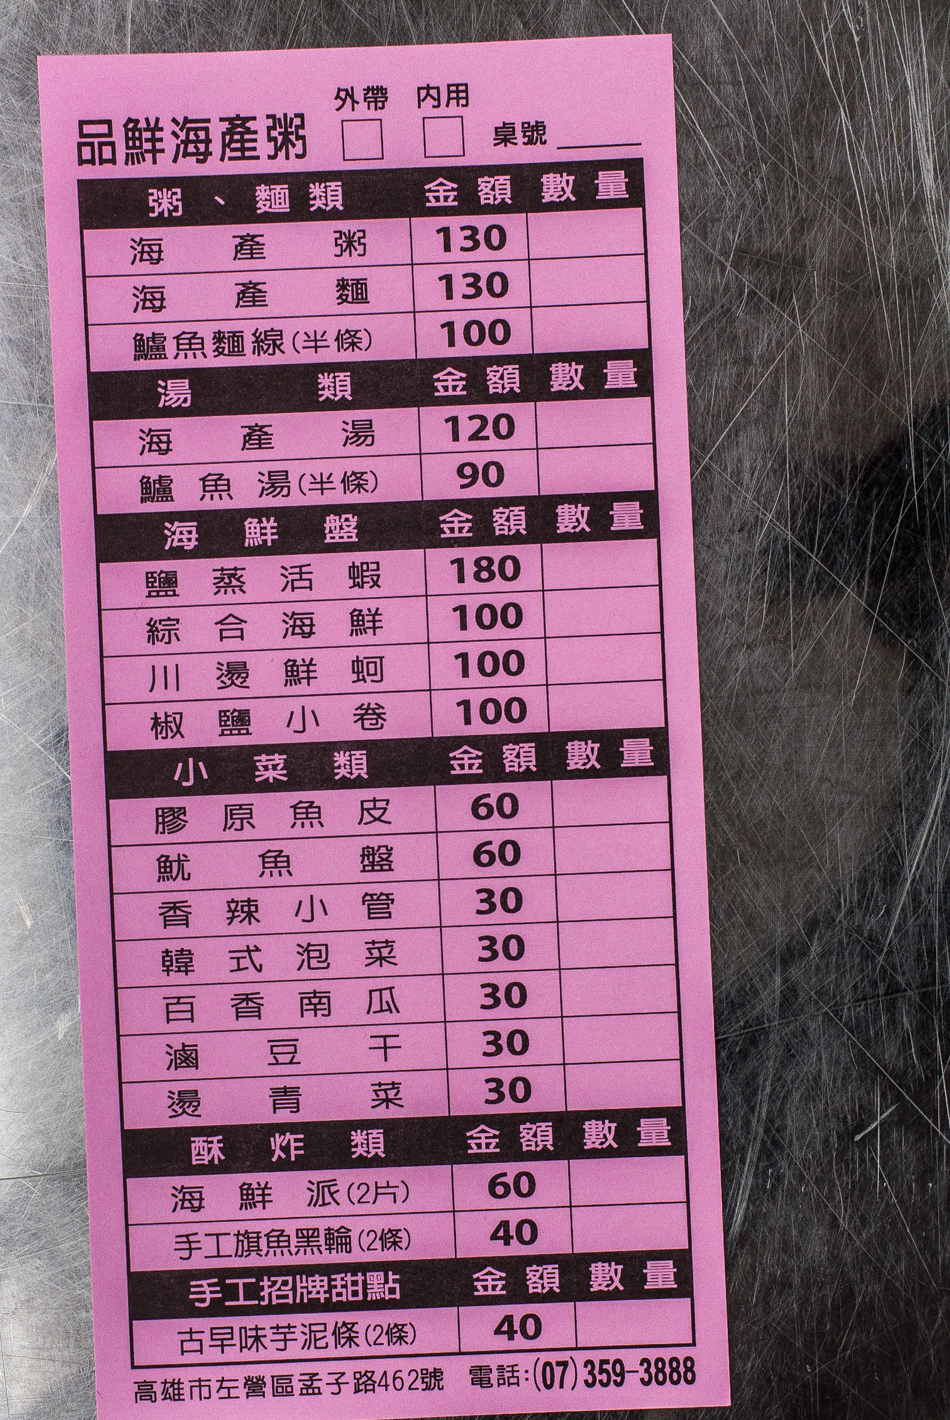 外帶 內用
品鮮海產粥 □ □ 桌號
粥、麵類 金額 數量
海產粥 130
海產麵 130
鱸魚麵線(半條) 100
湯類 金額 數量
海產湯 120
鱸魚湯(半條) 90
海鮮盤 金額 數量
鹽蒸活蝦 180
綜合海鮮 100
川燙鮮蚵 100
椒鹽小卷 100
小菜類 金額 數量
膠原魚皮 60
魷魚盤 60
香辣小管 30
韓式泡菜 30
百香南瓜 30
滷豆干 30
燙青菜 30
酥炸類 金額 數量
海鮮派(2片) 60
手工旗魚黑輪(2條) 40
手工招牌甜點 金額 數量
古早味芋泥條(2條) 40
高雄市左營區孟子路462號 電話:(07)359-3888